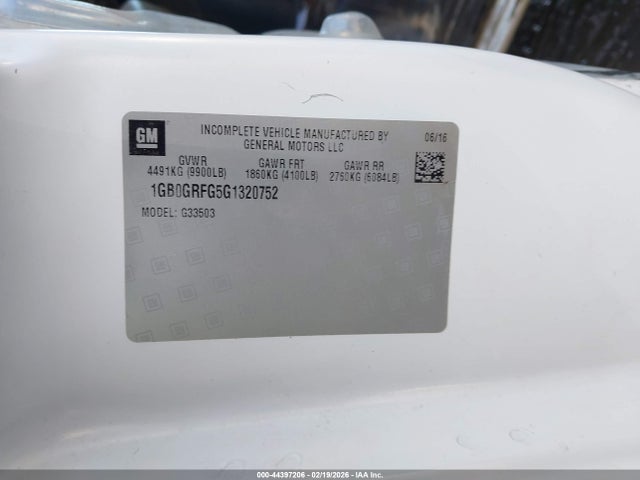 GM
INCOMPLETE VEHICLE MANUFACTURED BY
GENERAL MOTORS LLC
06/16
GVWR GAWR FRT GAWR RR
4491KG (9900LB) 1860KG (4100LB) 2760KG (6084LB)
1GB0GRFG5G1320752
MODEL: G33503
000-44397206 - 02/19/2026 - IAA Inc.